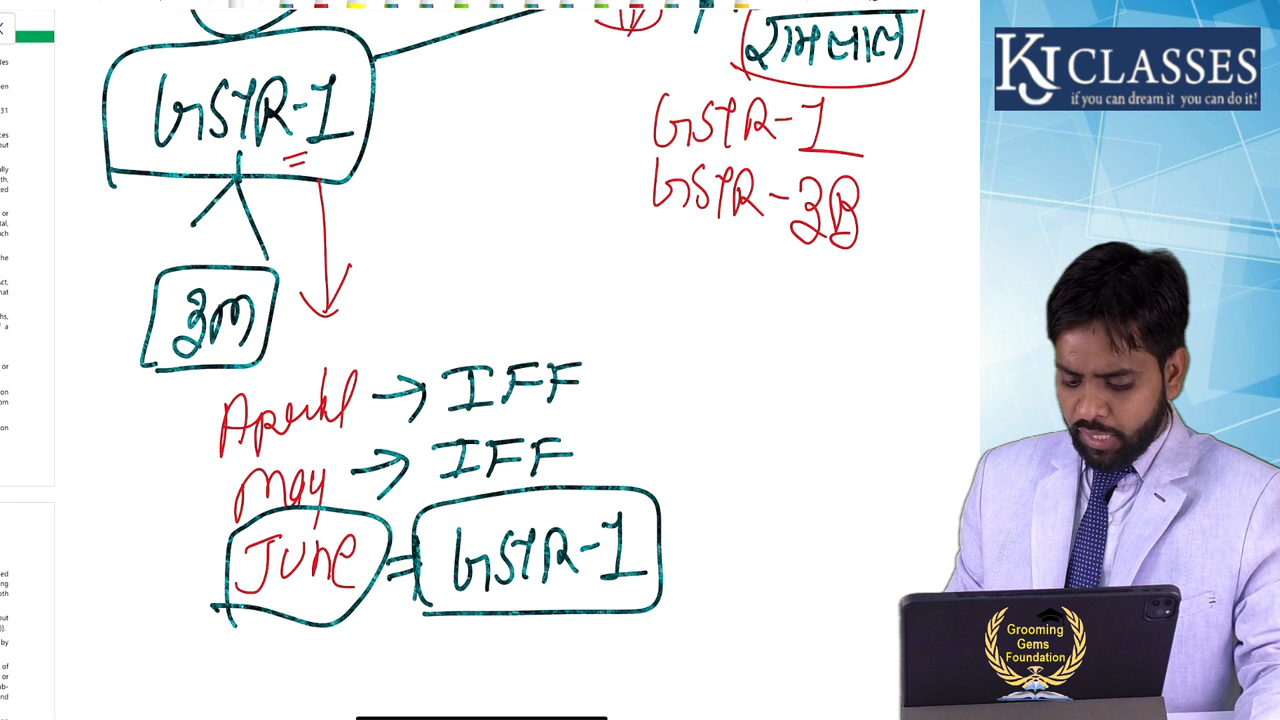 रामलाल
GSTR-1
GSTR-1
GSTR-3B
3m
April → IFF
May → IFF
June = GSTR-1
KJ CLASSES
if you can dream it you can do it!
Grooming
Gems
Foundation